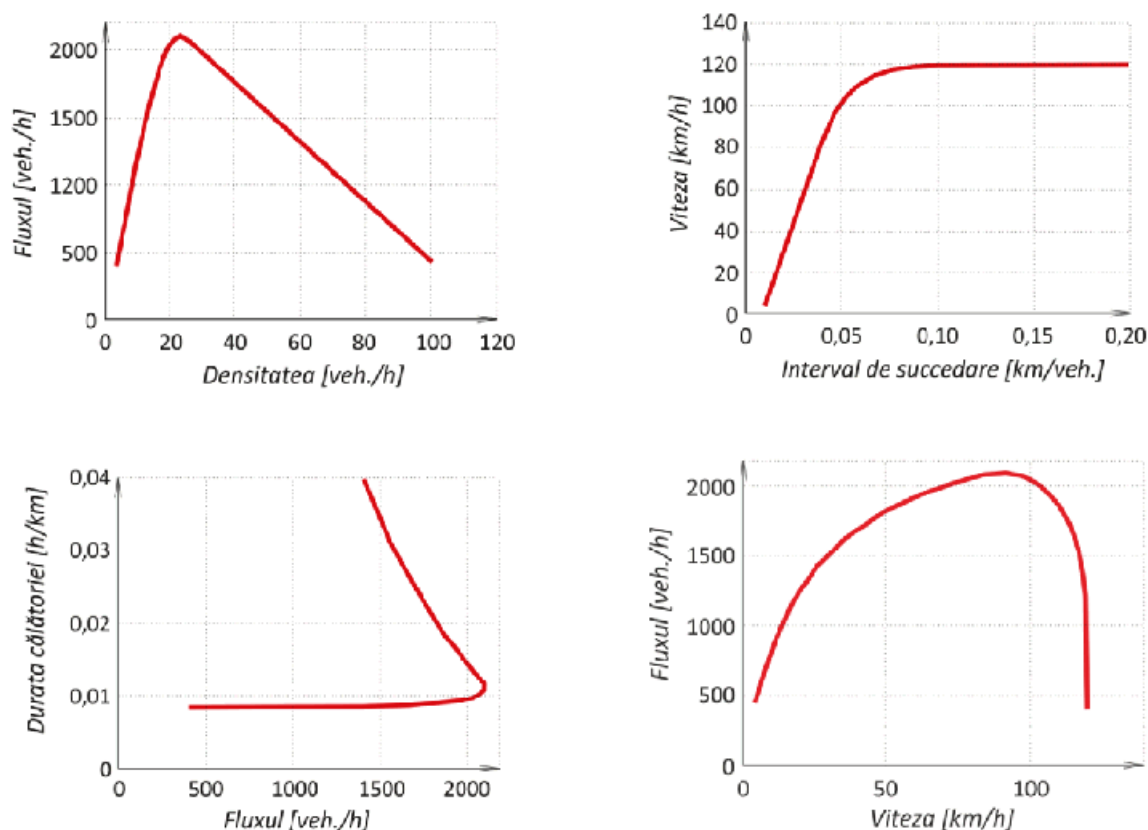 2000
1500
1200
500
0
Fluxul [veh./h]
0 20 40 60 80 100 120
Densitatea [veh./h]
140
120
100
80
60
40
20
0
Viteza [km/h]
0 0,05 0,10 0,15 0,20
Interval de succedare [km/veh.]
0,04
0,03
0,02
0,01
0
Durata călătoriei [h/km]
0 500 1000 1500 2000
Fluxul [veh./h]
2000
1500
1000
500
0
Fluxul [veh./h]
0 50 100
Viteza [km/h]